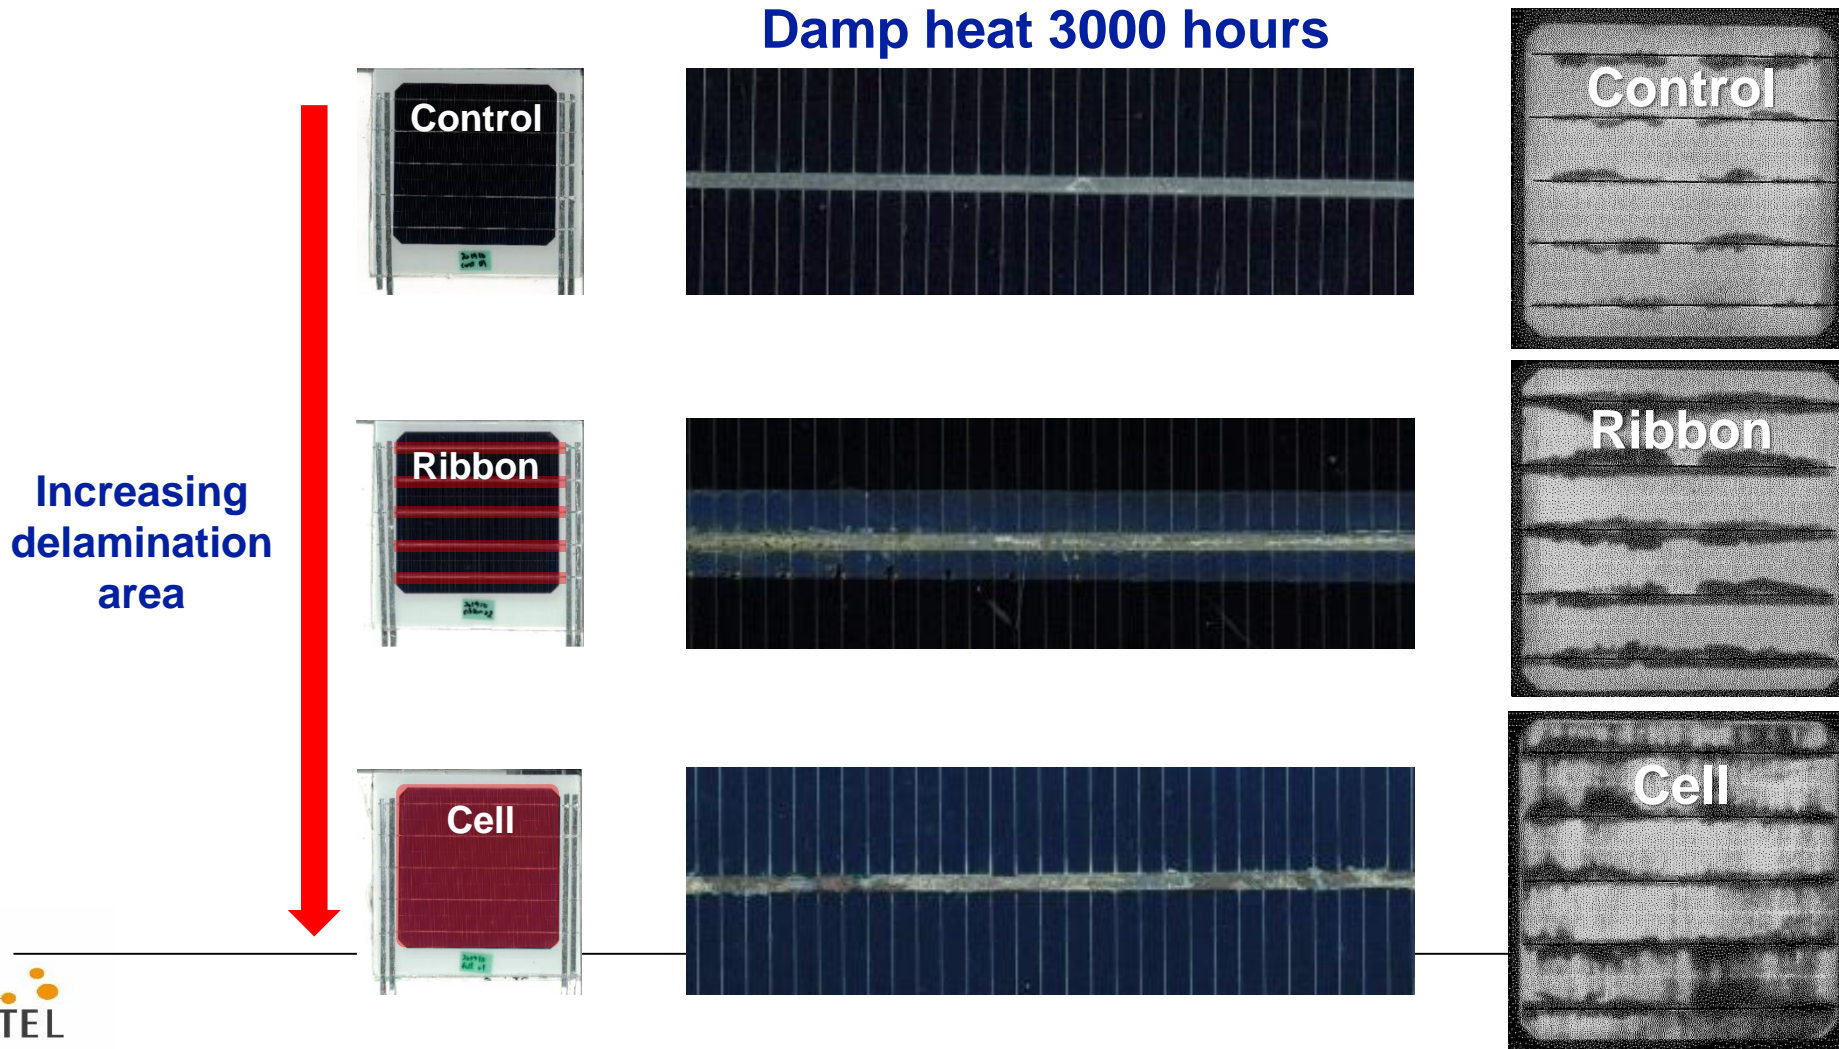 Damp heat 3000 hours
Control
Control
Increasing
delamination
area
Ribbon
Ribbon
Cell
Cell
TEL